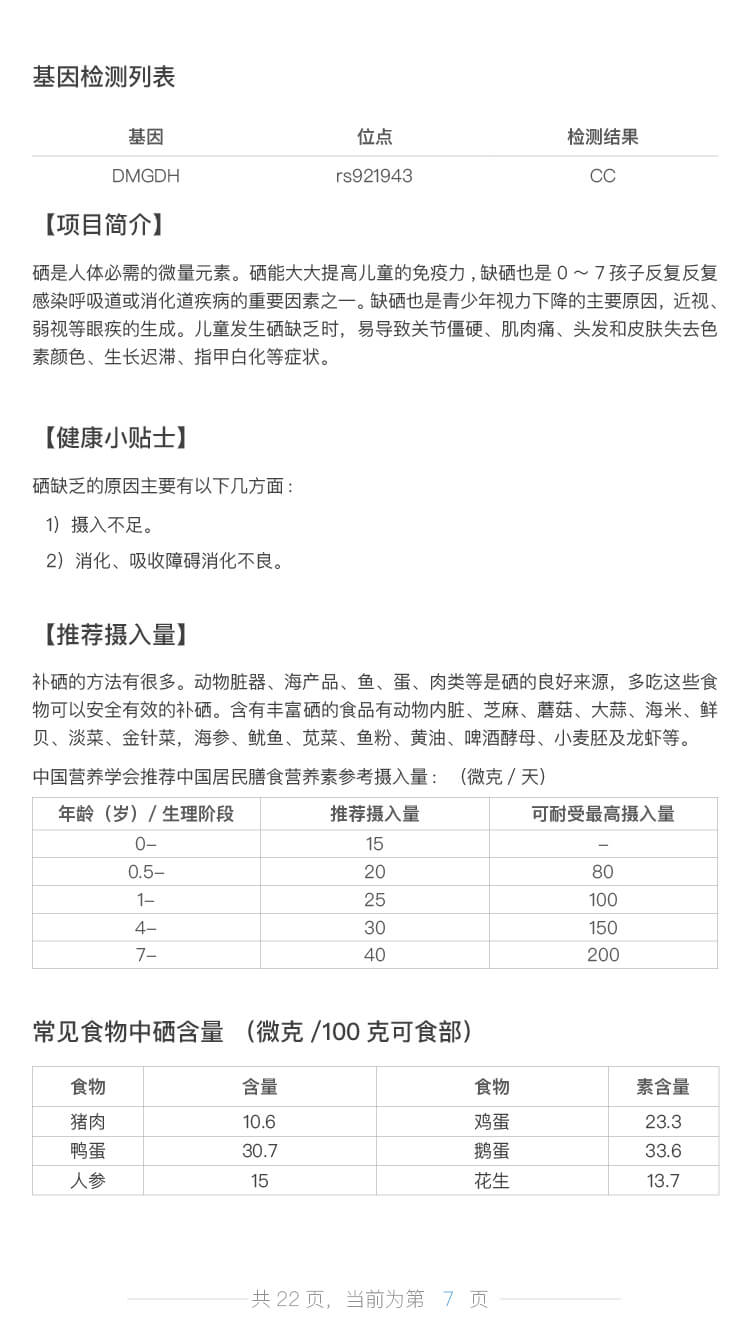 基因检测列表
基因 位点 检测结果
DMGDH rs921943 CC
【项目简介】
硒是人体必需的微量元素。硒能大大提高儿童的免疫力，缺硒也是 0 ～ 7 孩子反复反复
感染呼吸道或消化道疾病的重要因素之一。缺硒也是青少年视力下降的主要原因，近视、
弱视等眼疾的生成。儿童发生硒缺乏时，易导致关节僵硬、肌肉痛、头发和皮肤失去色
素颜色、生长迟滞、指甲白化等症状。
【健康小贴士】
硒缺乏的原因主要有以下几方面：
1）摄入不足。
2）消化、吸收障碍消化不良。
【推荐摄入量】
补硒的方法有很多。动物脏器、海产品、鱼、蛋、肉类等是硒的良好来源，多吃这些食
物可以安全有效的补硒。含有丰富硒的食品有动物内脏、芝麻、蘑菇、大蒜、海米、鲜
贝、淡菜、金针菜，海参、鱿鱼、苋菜、鱼粉、黄油、啤酒酵母、小麦胚及龙虾等。
中国营养学会推荐中国居民膳食营养素参考摄入量：（微克 / 天）
年龄（岁）/ 生理阶段 推荐摄入量 可耐受最高摄入量
0– 15 –
0.5– 20 80
1– 25 100
4– 30 150
7– 40 200
常见食物中硒含量 （微克 /100 克可食部）
食物 含量 食物 素含量
猪肉 10.6 鸡蛋 23.3
鸭蛋 30.7 鹅蛋 33.6
人参 15 花生 13.7
共 22 页，当前为第 7 页